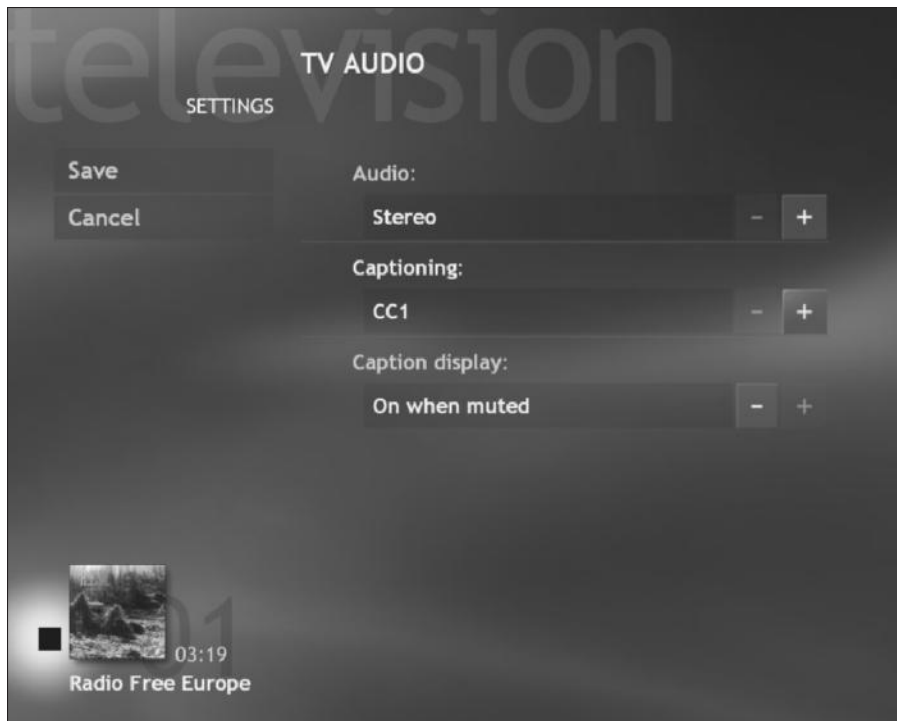 television
TV AUDIO
SETTINGS
Save
Cancel
Audio:
Stereo - +
Captioning:
CC1 - +
Caption display:
On when muted - +
01
03:19
Radio Free Europe